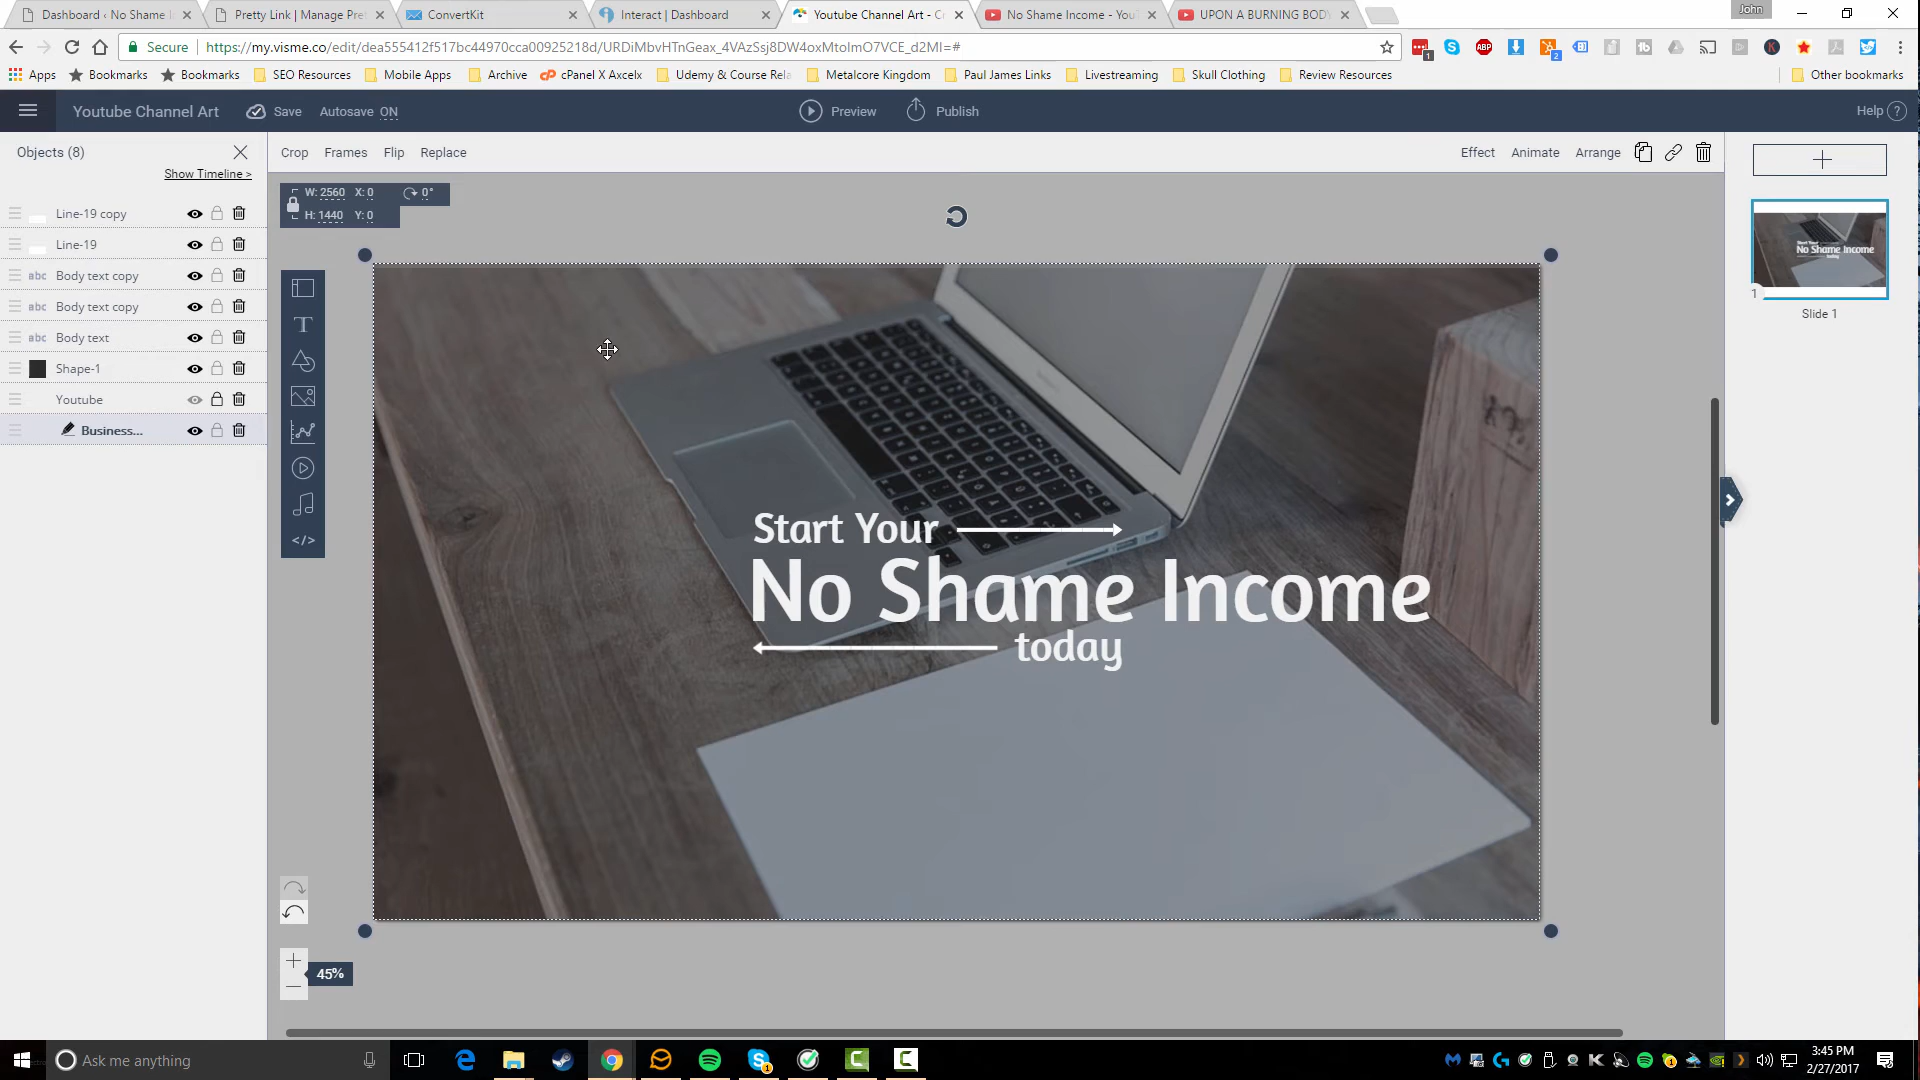 Dashboard ‹ No Shame I
Pretty Link | Manage Pre
ConvertKit
Interact | Dashboard
Youtube Channel Art - Cr
No Shame Income - You
UPON A BURNING BODY
John
Secure
https://my.visme.co/edit/dea555412f517bc44970cca00925218d/URDiMbvHTnGeax_4VAzSsj8DW4oxMtoImO7VCE_d2MI=#
Apps
Bookmarks
Bookmarks
SEO Resources
Mobile Apps
Archive
cPanel X Axcelx
Udemy & Course Rela
Metalcore Kingdom
Paul James Links
Livestreaming
Skull Clothing
Review Resources
Other bookmarks
Youtube Channel Art
Save
Autosave ON
Preview
Publish
Help ?
Objects (8)
Show Timeline >
Crop
Frames
Flip
Replace
Effect
Animate
Arrange
W: 2560 X: 0 0°
H: 1440 Y: 0
Line-19 copy
Line-19
abc Body text copy
abc Body text copy
abc Body text
Shape-1
Youtube
Business...
Start Your
No Shame Income
today
Start Your
No Shame Income
today
1
Slide 1
45%
Ask me anything
3:45 PM
2/27/2017